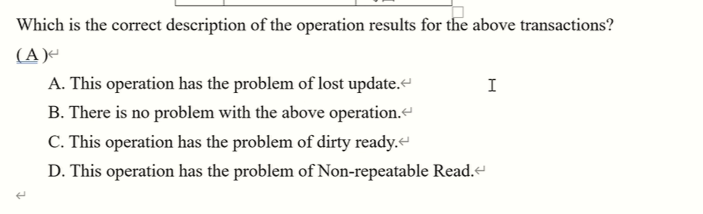 Which is the correct description of the operation results for the above transactions?
( A )↵
A. This operation has the problem of lost update.↵
B. There is no problem with the above operation.↵
C. This operation has the problem of dirty ready.↵
D. This operation has the problem of Non-repeatable Read.↵
↵